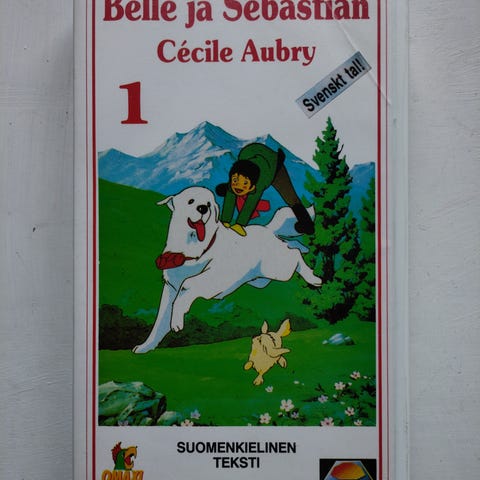 Belle ja Sebastian
Cécile Aubry
Svenskt tal!
1
SUOMENKIELINEN
TEKSTI